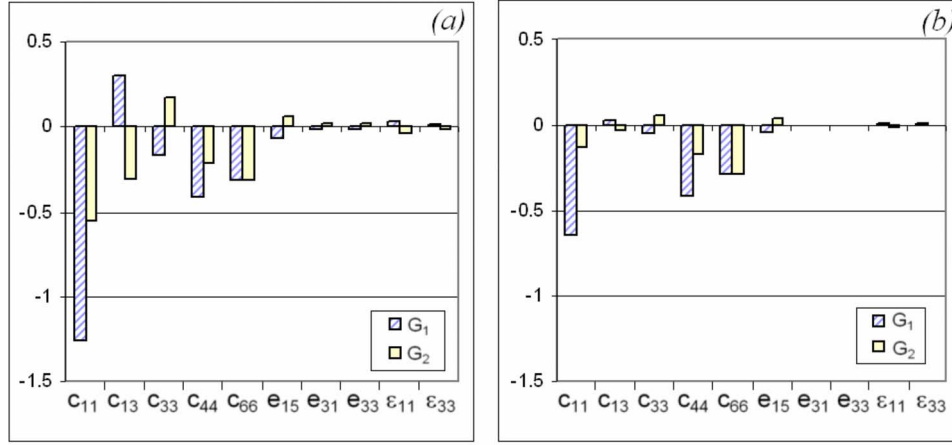 (a)
0.5
0
-0.5
-1
-1.5
G₁
G₂
c₁₁ c₁₃ c₃₃ c₄₄ c₆₆ e₁₅ e₃₁ e₃₃ ε₁₁ ε₃₃
(b)
0.5
0
-0.5
-1
-1.5
G₁
G₂
c₁₁ c₁₃ c₃₃ c₄₄ c₆₆ e₁₅ e₃₁ e₃₃ ε₁₁ ε₃₃